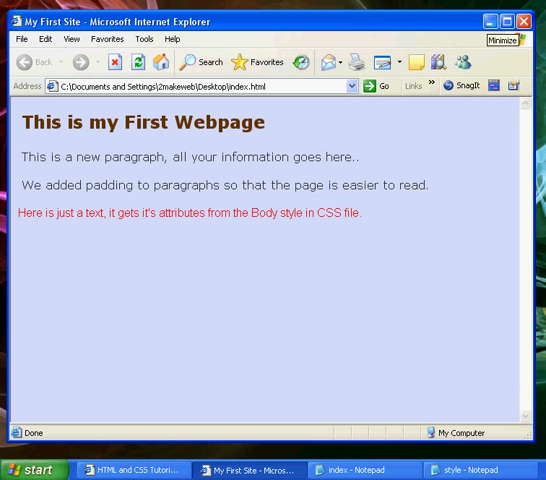 My First Site - Microsoft Internet Explorer
File Edit View Favorites Tools Help
Minimize
Back Search Favorites
Address C:\Documents and Settings\2makeweb\Desktop\index.html Go Links » SnagIt
This is my First Webpage
This is a new paragraph, all your information goes here..
We added padding to paragraphs so that the page is easier to read.
Here is just a text, it gets it's attributes from the Body style in CSS file.
Done My Computer
start HTML and CSS Tutori... My First Site - Micros... index - Notepad style - Notepad